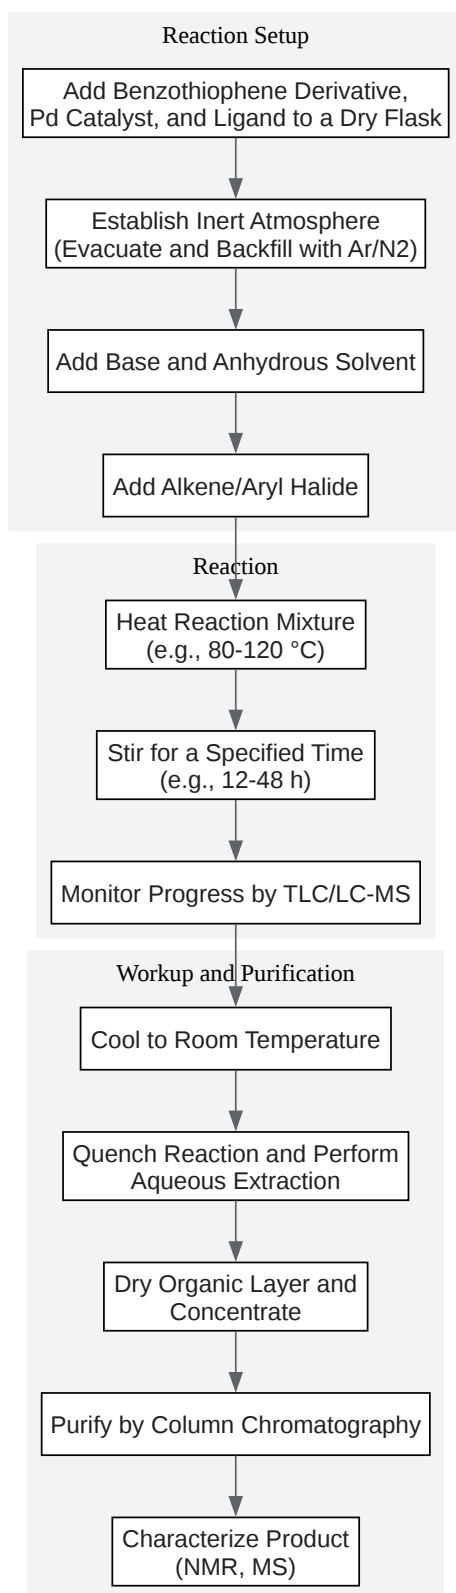 Reaction Setup
Add Benzothiophene Derivative,
Pd Catalyst, and Ligand to a Dry Flask
Establish Inert Atmosphere
(Evacuate and Backfill with Ar/N2)
Add Base and Anhydrous Solvent
Add Alkene/Aryl Halide
Reaction
Heat Reaction Mixture
(e.g., 80-120 °C)
Stir for a Specified Time
(e.g., 12-48 h)
Monitor Progress by TLC/LC-MS
Workup and Purification
Cool to Room Temperature
Quench Reaction and Perform
Aqueous Extraction
Dry Organic Layer and
Concentrate
Purify by Column Chromatography
Characterize Product
(NMR, MS)